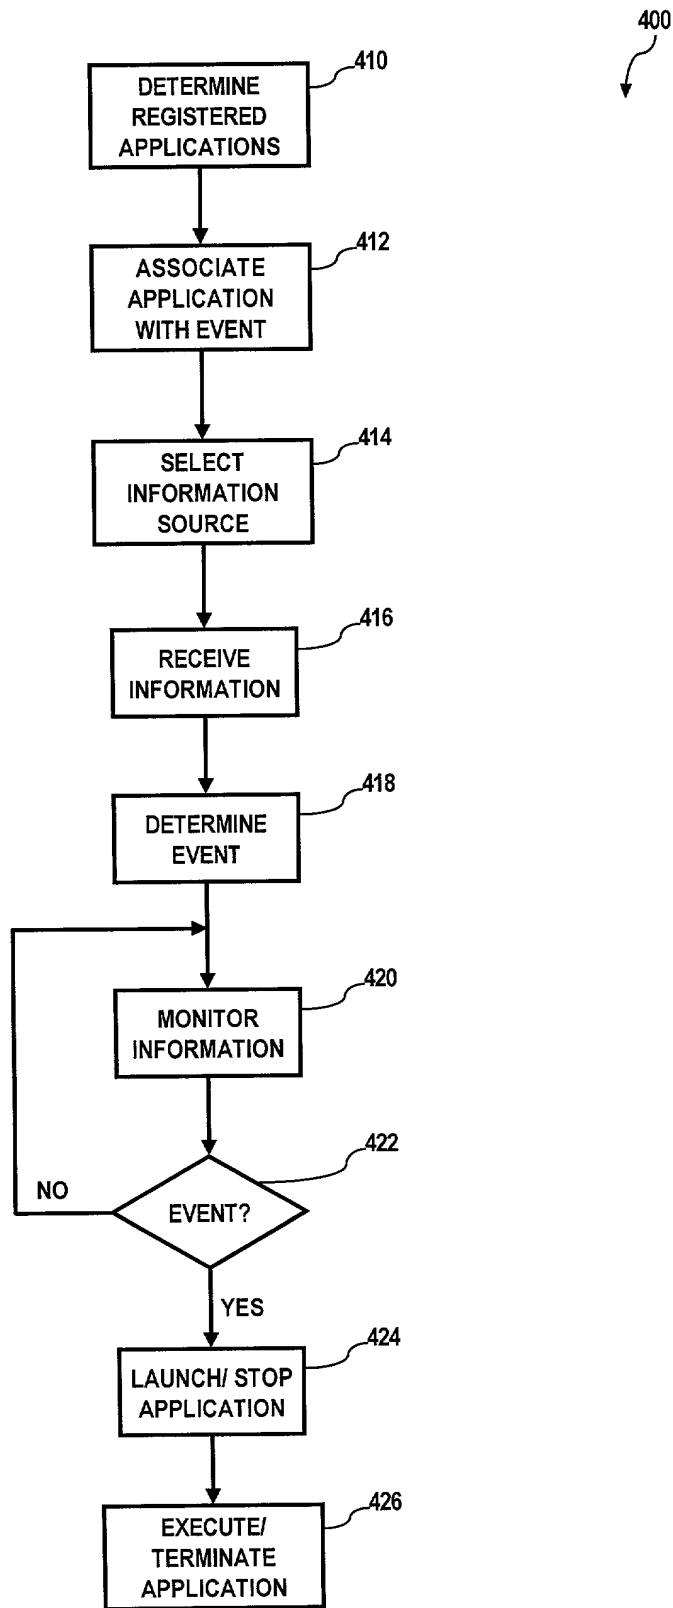 400
410
DETERMINE
REGISTERED
APPLICATIONS
412
ASSOCIATE
APPLICATION
WITH EVENT
414
SELECT
INFORMATION
SOURCE
416
RECEIVE
INFORMATION
418
DETERMINE
EVENT
420
MONITOR
INFORMATION
422
EVENT?
NO
YES
424
LAUNCH/ STOP
APPLICATION
426
EXECUTE/
TERMINATE
APPLICATION